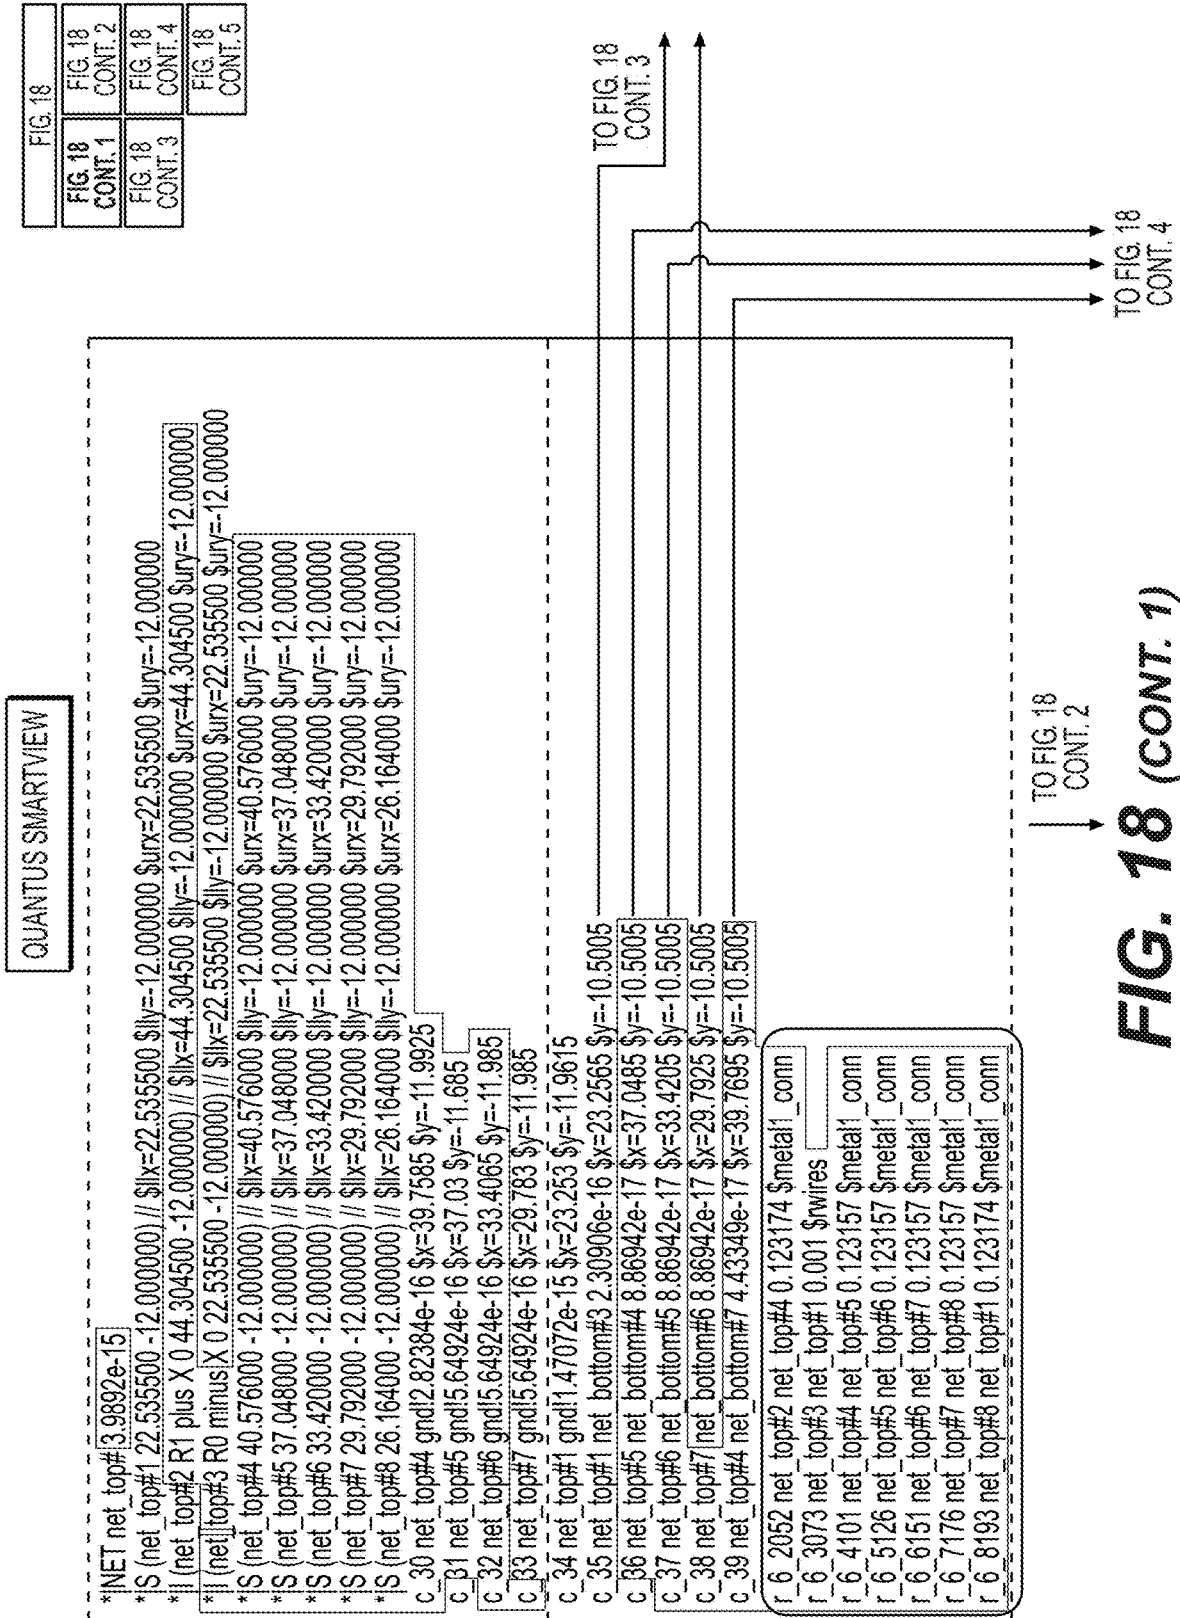 FIG. 18
FIG. 18 CONT. 1
FIG. 18 CONT. 2
FIG. 18 CONT. 3
FIG. 18 CONT. 4
FIG. 18 CONT. 5
QUANTUS SMARTVIEW
*|NET net_top# 3.9892e-15
*|S (net_top#1 22.535500 -12.000000) // $llx=22.535500 $lly=-12.000000 $urx=22.535500 $ury=-12.000000
*|I (net_top#2 R1 plus X 0 44.304500 -12.000000) // $llx=44.304500 $lly=-12.000000 $urx=44.304500 $ury=-12.000000
*|I (net_top#3 R0 minus X 0 22.535500 -12.00000) // $llx=22.535500 $lly=-12.000000 $urx=22.535500 $ury=-12.000000
*|S (net_top#4 40.576000 -12.000000) // $llx=40.576000 $lly=-12.000000 $urx=40.576000 $ury=-12.000000
*|S (net_top#5 37.048000 -12.000000) // $llx=37.048000 $lly=-12.000000 $urx=37.048000 $ury=-12.000000
*|S (net_top#6 33.420000 -12.000000) // $llx=33.420000 $lly=-12.000000 $urx=33.420000 $ury=-12.000000
*|S (net_top#7 29.792000 -12.000000) // $llx=29.792000 $lly=-12.000000 $urx=29.792000 $ury=-12.000000
*|S (net_top#8 26.164000 -12.000000) // $llx=26.164000 $lly=-12.000000 $urx=26.164000 $ury=-12.000000
c_30 net_top#4 gnd!2.82384e-16 $x=39.7585 $y=-11.9925
c_31 net_top#5 gnd!5.64924e-16 $x=37.03 $y=-11.685
c_32 net_top#6 gnd!5.64924e-16 $x=33.4065 $y=-11.985
c_33 net_top#7 gnd!5.64924e-16 $x=29.783 $y=-11.985
c_34 net_top#1 gnd!1.47072e-15 $x=23.253 $y=-11.9615
c_35 net_top#1 net_bottom#3 2.30906e-16 $x=23.2565 $y=-10.5005
c_36 net_top#5 net_bottom#4 8.86942e-17 $x=37.0485 $y=-10.5005
c_37 net_top#6 net_bottom#5 8.86942e-17 $x=33.4205 $y=-10.5005
c_38 net_top#7 net_bottom#6 8.86942e-17 $x=29.7925 $y=-10.5005
c_39 net_top#4 net_bottom#7 4.43349e-17 $x=39.7695 $y=-10.5005
r_6_2052 net_top#2 net_top#4 0.123174 $metal1_conn
r_6_3073 net_top#3 net_top#1 0.001 $rwires
r_6_4101 net_top#4 net_top#5 0.123157 $metal1_conn
r_6_5126 net_top#5 net_top#6 0.123157 $metal1_conn
r_6_6151 net_top#6 net_top#7 0.123157 $metal1_conn
r_6_7176 net_top#7 net_top#8 0.123157 $metal1_conn
r_6_8193 net_top#8 net_top#1 0.123174 $metal1_conn
TO FIG. 18
CONT. 3
TO FIG. 18
CONT. 4
TO FIG. 18
CONT. 2
FIG. 18 (CONT. 1)